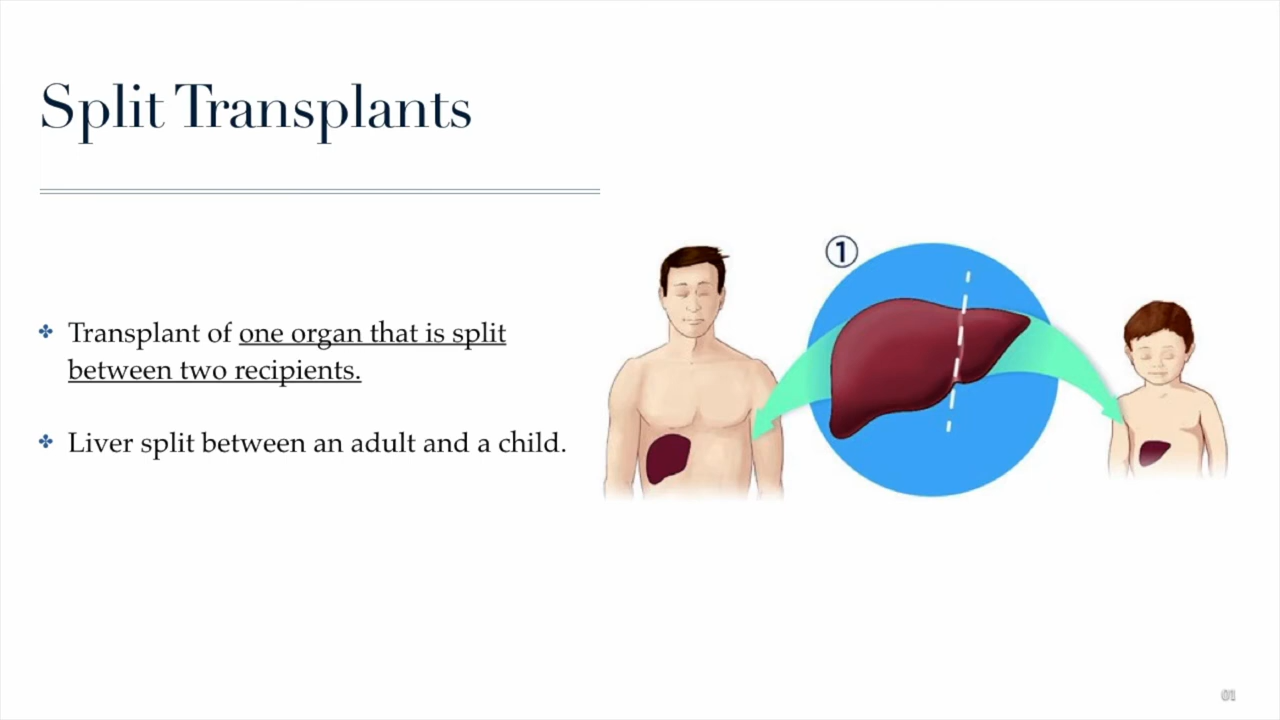 Split Transplants
①
✤ Transplant of one organ that is split
between two recipients.
✤ Liver split between an adult and a child.
01